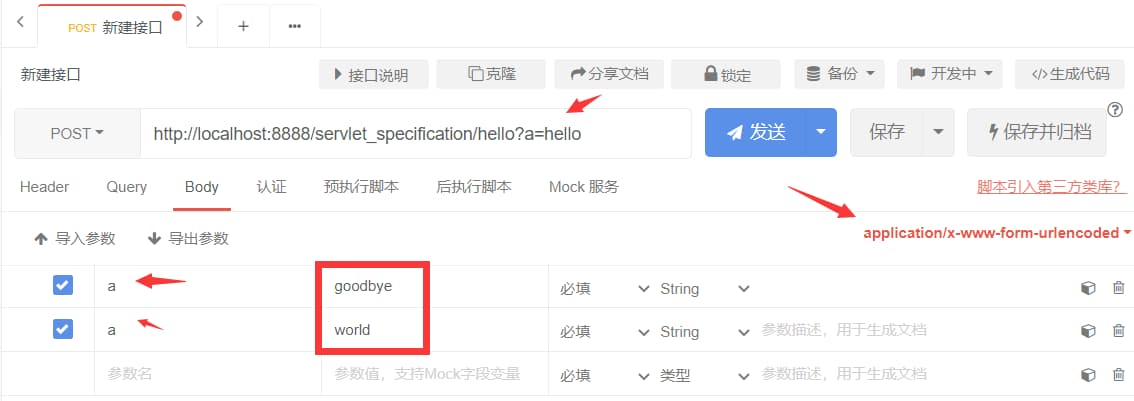 POST 新建接口
新建接口 接口说明 克隆 分享文档 锁定 备份 开发中 </>生成代码
POST http://localhost:8888/servlet_specification/hello?a=hello 发送 保存 保存并归档
Header Query Body 认证 预执行脚本 后执行脚本 Mock 服务 脚本引入第三方类库?
导入参数 导出参数 application/x-www-form-urlencoded
a goodbye 必填 String
a world 必填 String 参数描述，用于生成文档
参数名 参数值，支持Mock字段变量 必填 类型 参数描述，用于生成文档